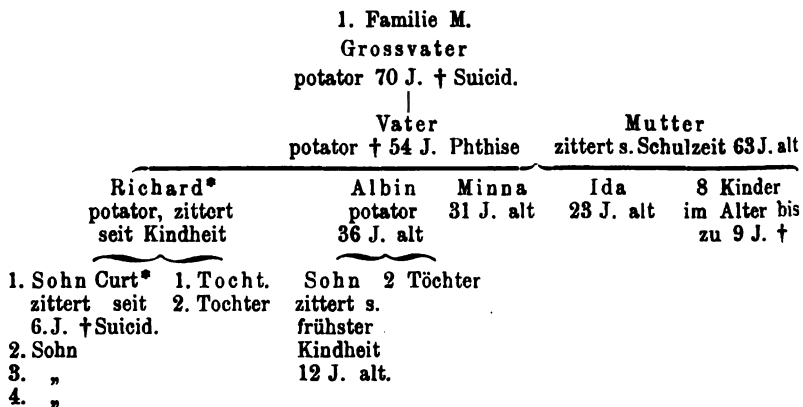 1. Familie M.
Grossvater
potator 70 J. † Suicid.
Vater Mutter
potator † 54 J. Phthise zittert s. Schulzeit 63 J. alt
Richard* Albin Minna Ida 8 Kinder
potator, zittert potator 31 J. alt 23 J. alt im Alter bis
seit Kindheit 36 J. alt zu 9 J. †
1. Sohn Curt* 1. Tocht. Sohn 2 Töchter
zittert seit 2. Tochter zittert s.
6. J. † Suicid. frühster
2. Sohn Kindheit
3. „ 12 J. alt.
4. „